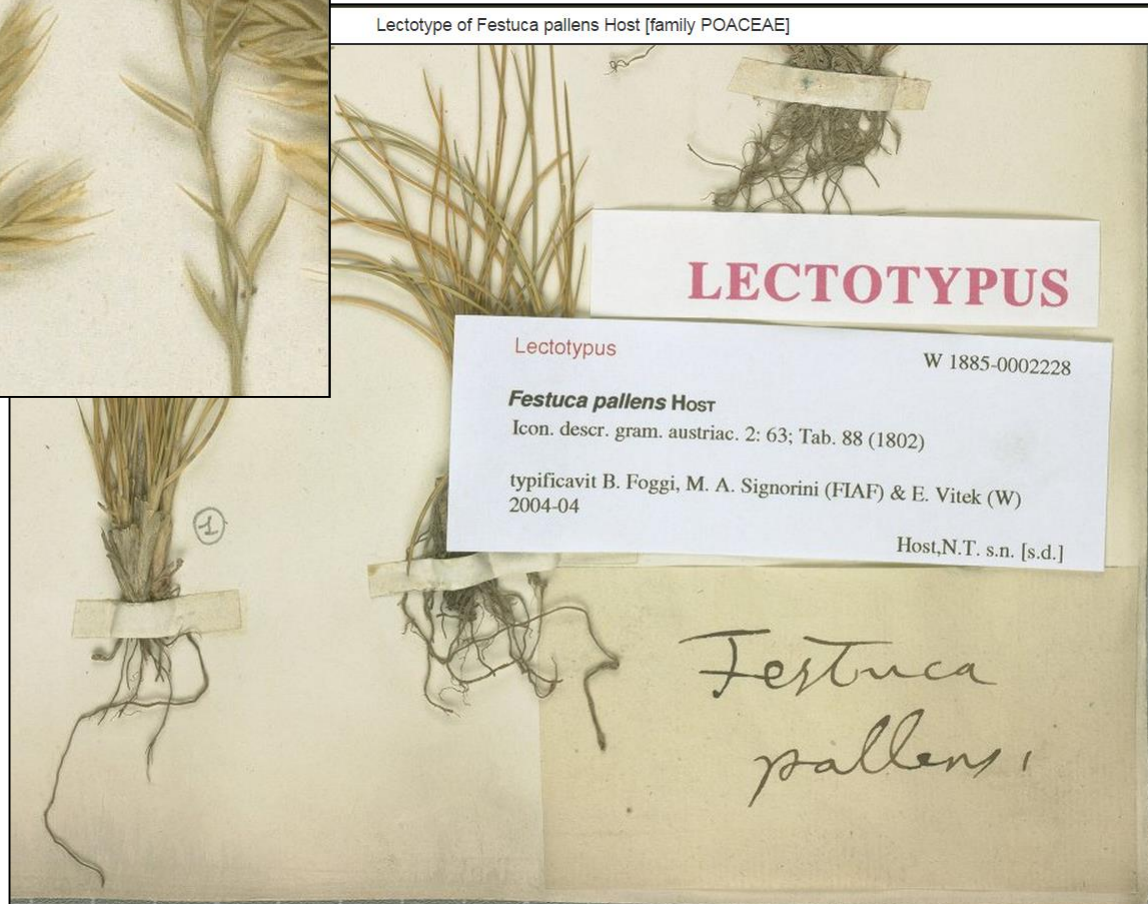 Lectotype of Festuca pallens Host [family POACEAE]
LECTOTYPUS
Lectotypus
W 1885-0002228
Festuca pallens HOST
Icon. descr. gram. austriac. 2: 63; Tab. 88 (1802)
typificavit B. Foggi, M. A. Signorini (FIAF) & E. Vitek (W)
2004-04
Host,N.T. s.n. [s.d.]
1
Festuca
pallens